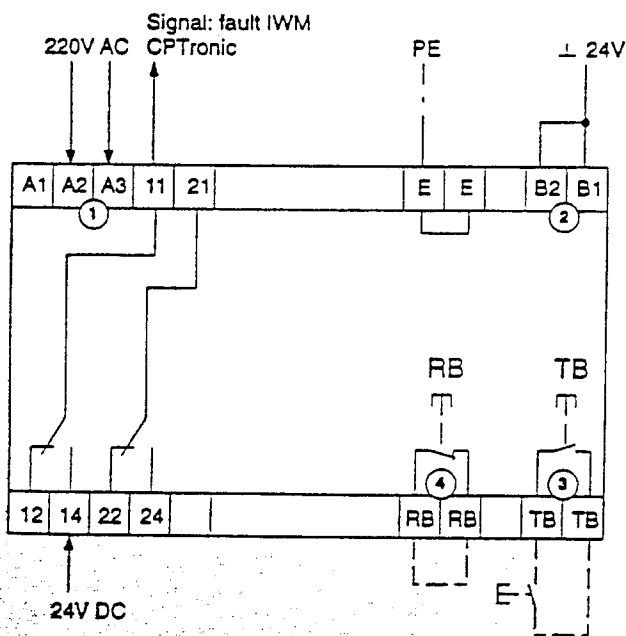 Signal: fault IWM
220V AC CPTronic PE ⊥ 24V
A1 A2 A3 11 21 E E B2 B1
1 2
RB TB
4 3
12 14 22 24 RB RB TB TB
E
24V DC